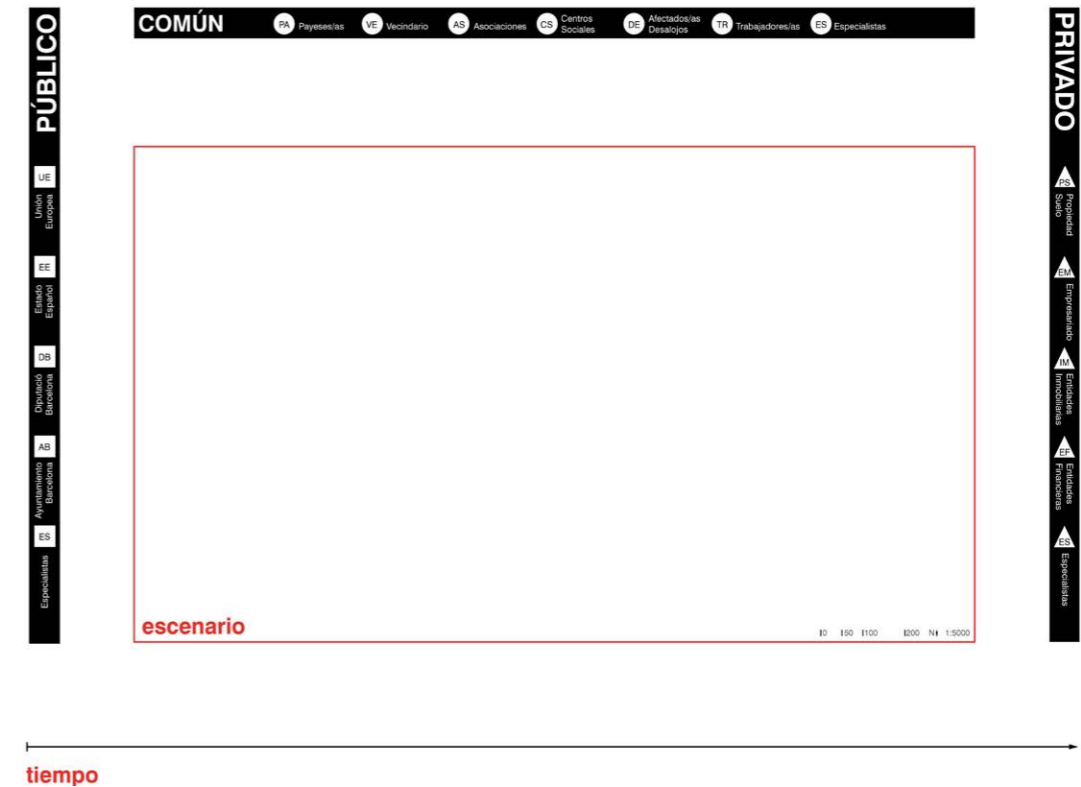 COMÚN
PA Payeses/as
VE Vecindario
AS Asociaciones
CS Centros
Sociales
DE Afectados/as
Desalojos
TR Trabajadores/as
ES Especialistas
PÚBLICO
UE
Unión
Europea
EE
Estado
Español
DB
Diputació
Barcelona
AB
Ayuntamiento
Barcelona
ES
Especialistas
PRIVADO
PS
Propiedad
Suelo
EM
Empresariado
IM
Entidades
Inmobiliarias
EF
Entidades
Financieras
ES
Especialistas
escenario
0 50 100 200 N 1:5000
tiempo